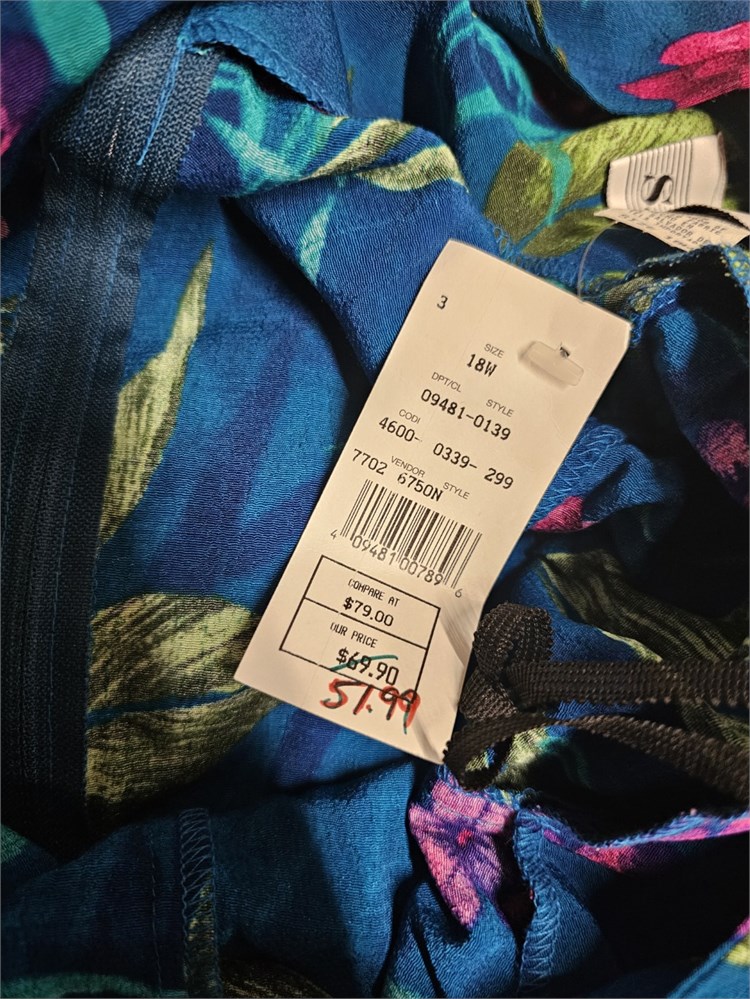 3
SIZE
18W
DPT/CL STYLE
09481-0139
CODI
4600- 0339- 299
VENDOR STYLE
7702 6750N
4 09481 00789 6
COMPARE AT
$79.00
OUR PRICE
$69.90
51.99
S